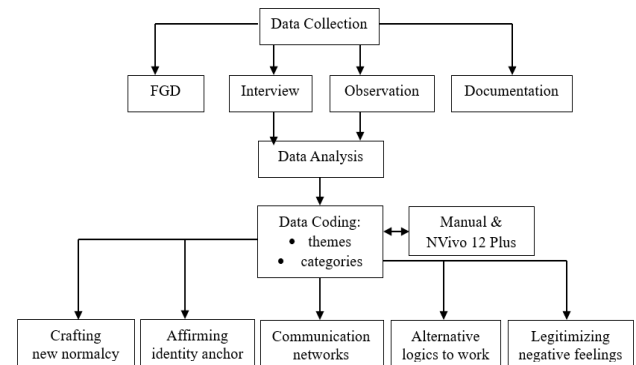 Data Collection
FGD
Interview
Observation
Documentation
Data Analysis
Data Coding:
• themes
• categories
Manual &
NVivo 12 Plus
Crafting
new normalcy
Affirming
identity anchor
Communication
networks
Alternative
logics to work
Legitimizing
negative feelings